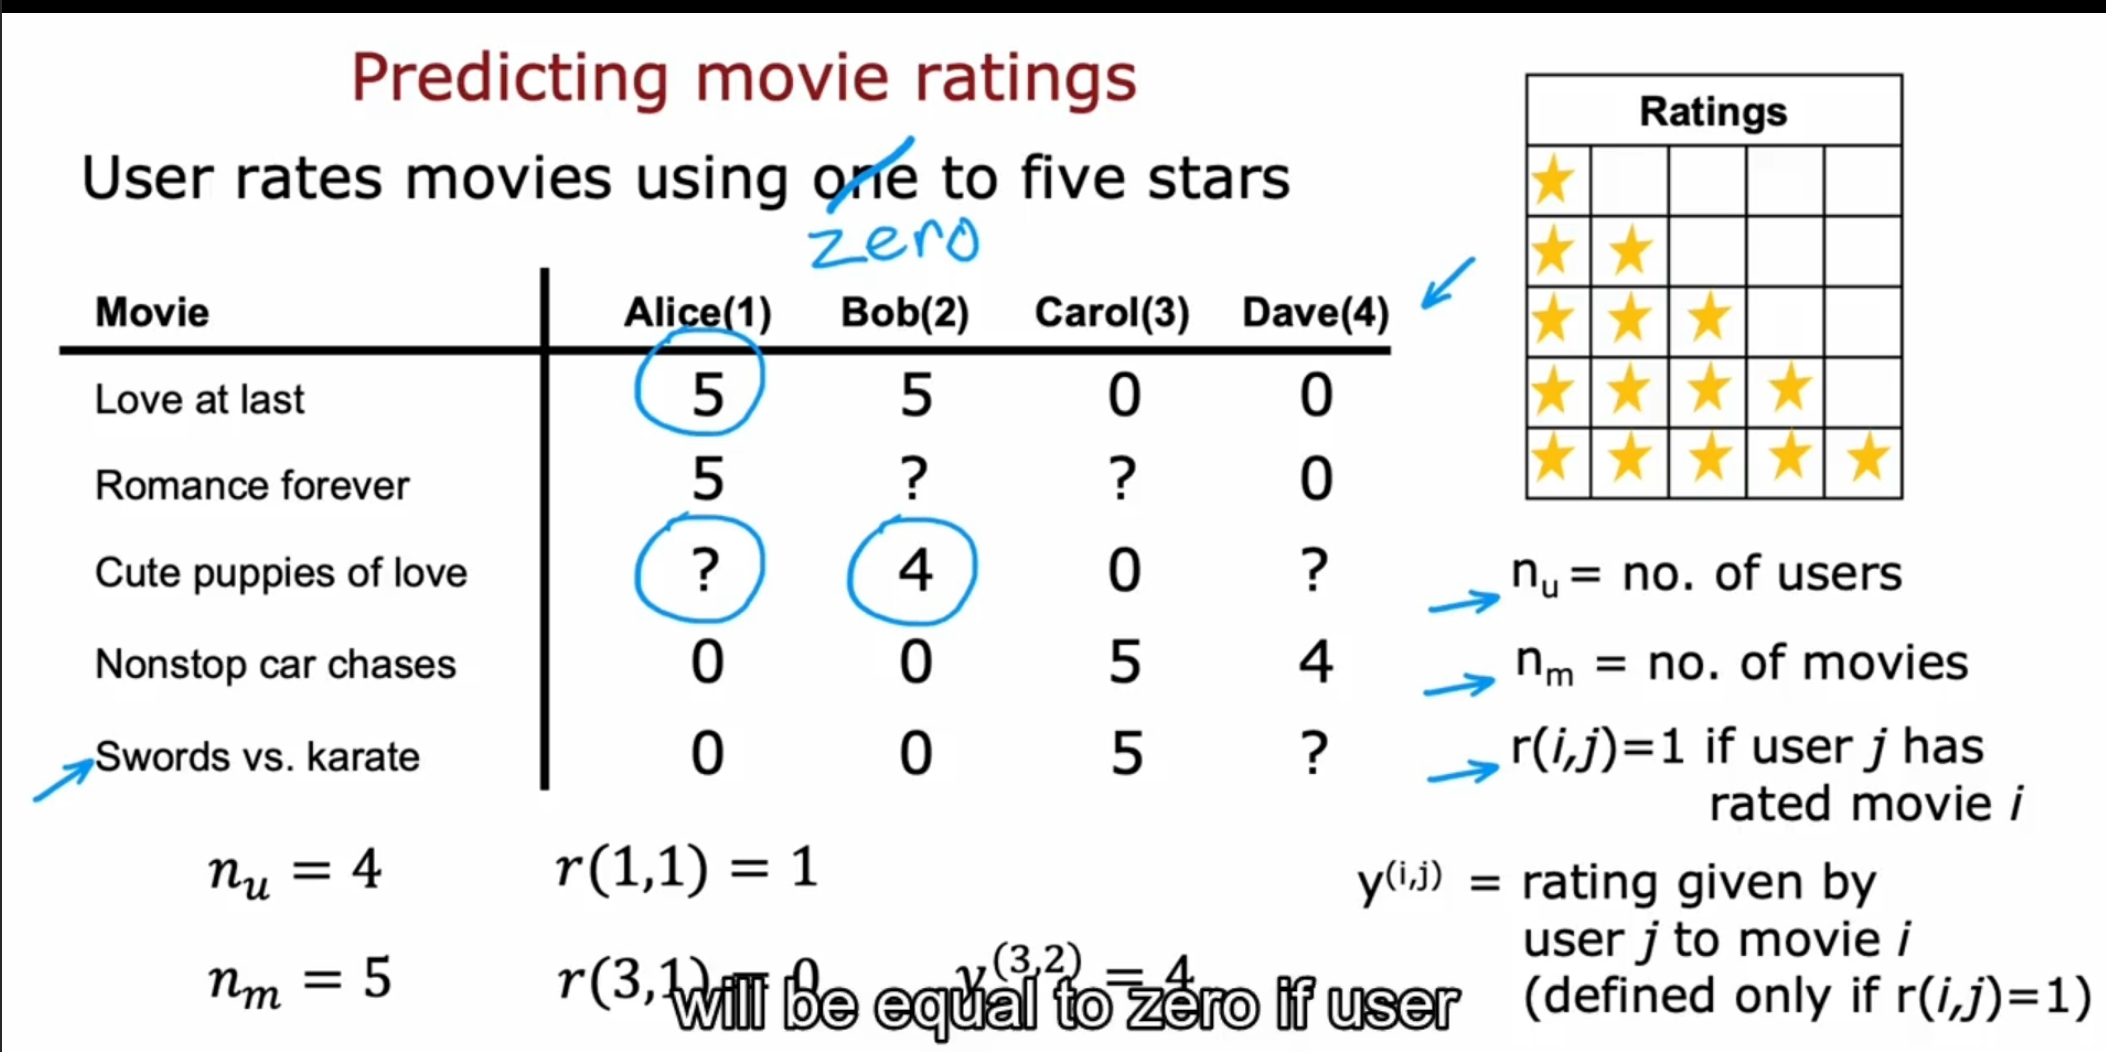 Predicting movie ratings
User rates movies using one to five stars
zero
Ratings
Movie Alice(1) Bob(2) Carol(3) Dave(4)
Love at last 5 5 0 0
Romance forever 5 ? ? 0
Cute puppies of love ? 4 0 ?
Nonstop car chases 0 0 5 4
Swords vs. karate 0 0 5 ?
n_u = no. of users
n_m = no. of movies
r(i,j)=1 if user j has
rated movie i
y^(i,j) = rating given by
user j to movie i
(defined only if r(i,j)=1)
n_u = 4 r(1,1) = 1
n_m = 5 r(3,1) = 0 y^(3,2) = 4
will be equal to zero if user